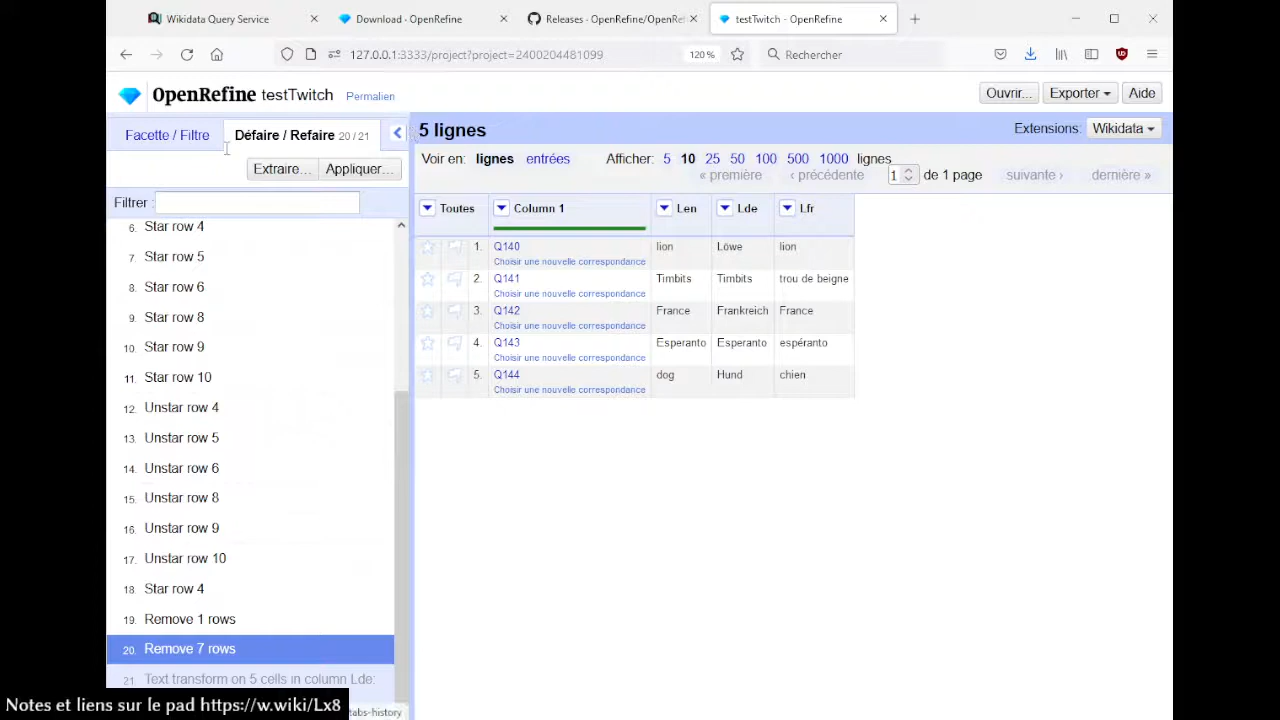 Wikidata Query Service
Download - OpenRefine
Releases - OpenRefine/OpenRe
testTwitch - OpenRefine
127.0.0.1:3333/project?project=2400204481099
120 %
Rechercher
OpenRefine testTwitch Permalien
Ouvrir... Exporter Aide
Facette / Filtre
Défaire / Refaire 20 / 21
5 lignes
Extensions: Wikidata
Extraire... Appliquer...
Voir en: lignes entrées Afficher: 5 10 25 50 100 500 1000 lignes
« première ‹ précédente 1 de 1 page suivante › dernière »
Filtrer :
6. Star row 4
7. Star row 5
8. Star row 6
9. Star row 8
10. Star row 9
11. Star row 10
12. Unstar row 4
13. Unstar row 5
14. Unstar row 6
15. Unstar row 8
16. Unstar row 9
17. Unstar row 10
18. Star row 4
19. Remove 1 rows
20. Remove 7 rows
21. Text transform on 5 cells in column Lde:
Toutes Column 1 Len Lde Lfr
1. Q140 lion Löwe lion
Choisir une nouvelle correspondance
2. Q141 Timbits Timbits trou de beigne
Choisir une nouvelle correspondance
3. Q142 France Frankreich France
Choisir une nouvelle correspondance
4. Q143 Esperanto Esperanto espéranto
Choisir une nouvelle correspondance
5. Q144 dog Hund chien
Choisir une nouvelle correspondance
Notes et liens sur le pad https://w.wiki/Lx8
tabs-history